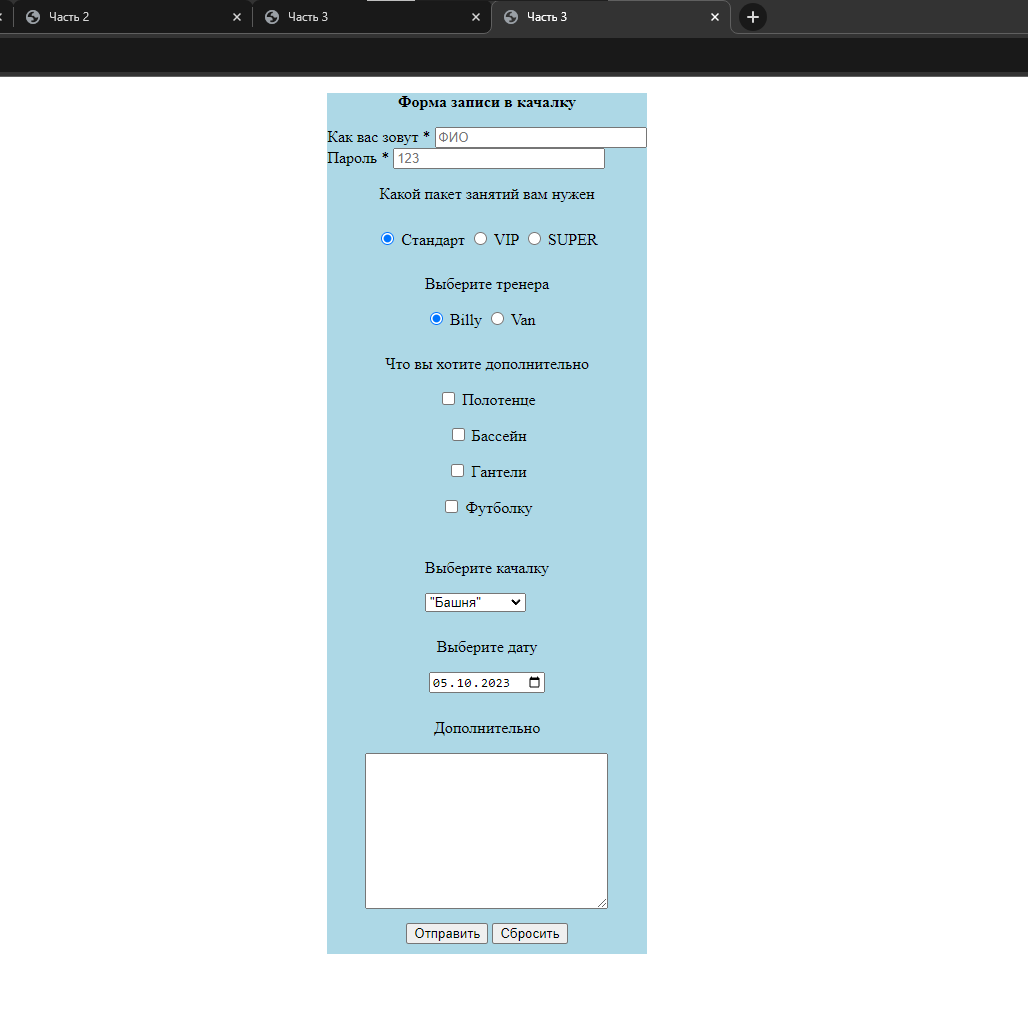 Часть 2 Часть 3 Часть 3
Форма записи в качалку
Как вас зовут * ФИО
Пароль * 123
Какой пакет занятий вам нужен
Стандарт VIP SUPER
Выберите тренера
Billy Van
Что вы хотите дополнительно
Полотенце
Бассейн
Гантели
Футболку
Выберите качалку
"Башня"
Выберите дату
05.10.2023
Дополнительно
Отправить Сбросить